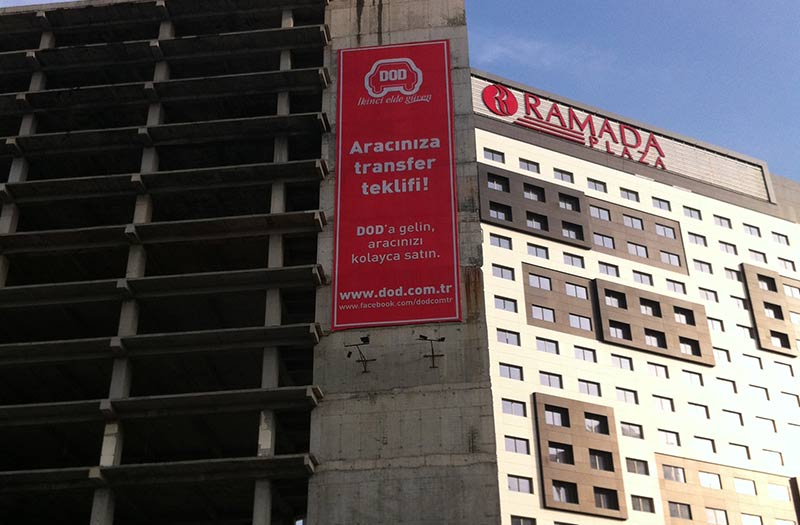 DOD
İkinci elde güven
Aracınıza
transfer
teklifi!
DOD'a gelin,
aracınızı
kolayca satın.
www.dod.com.tr
www.facebook.com/dodcomtr
RAMADA
PLAZA